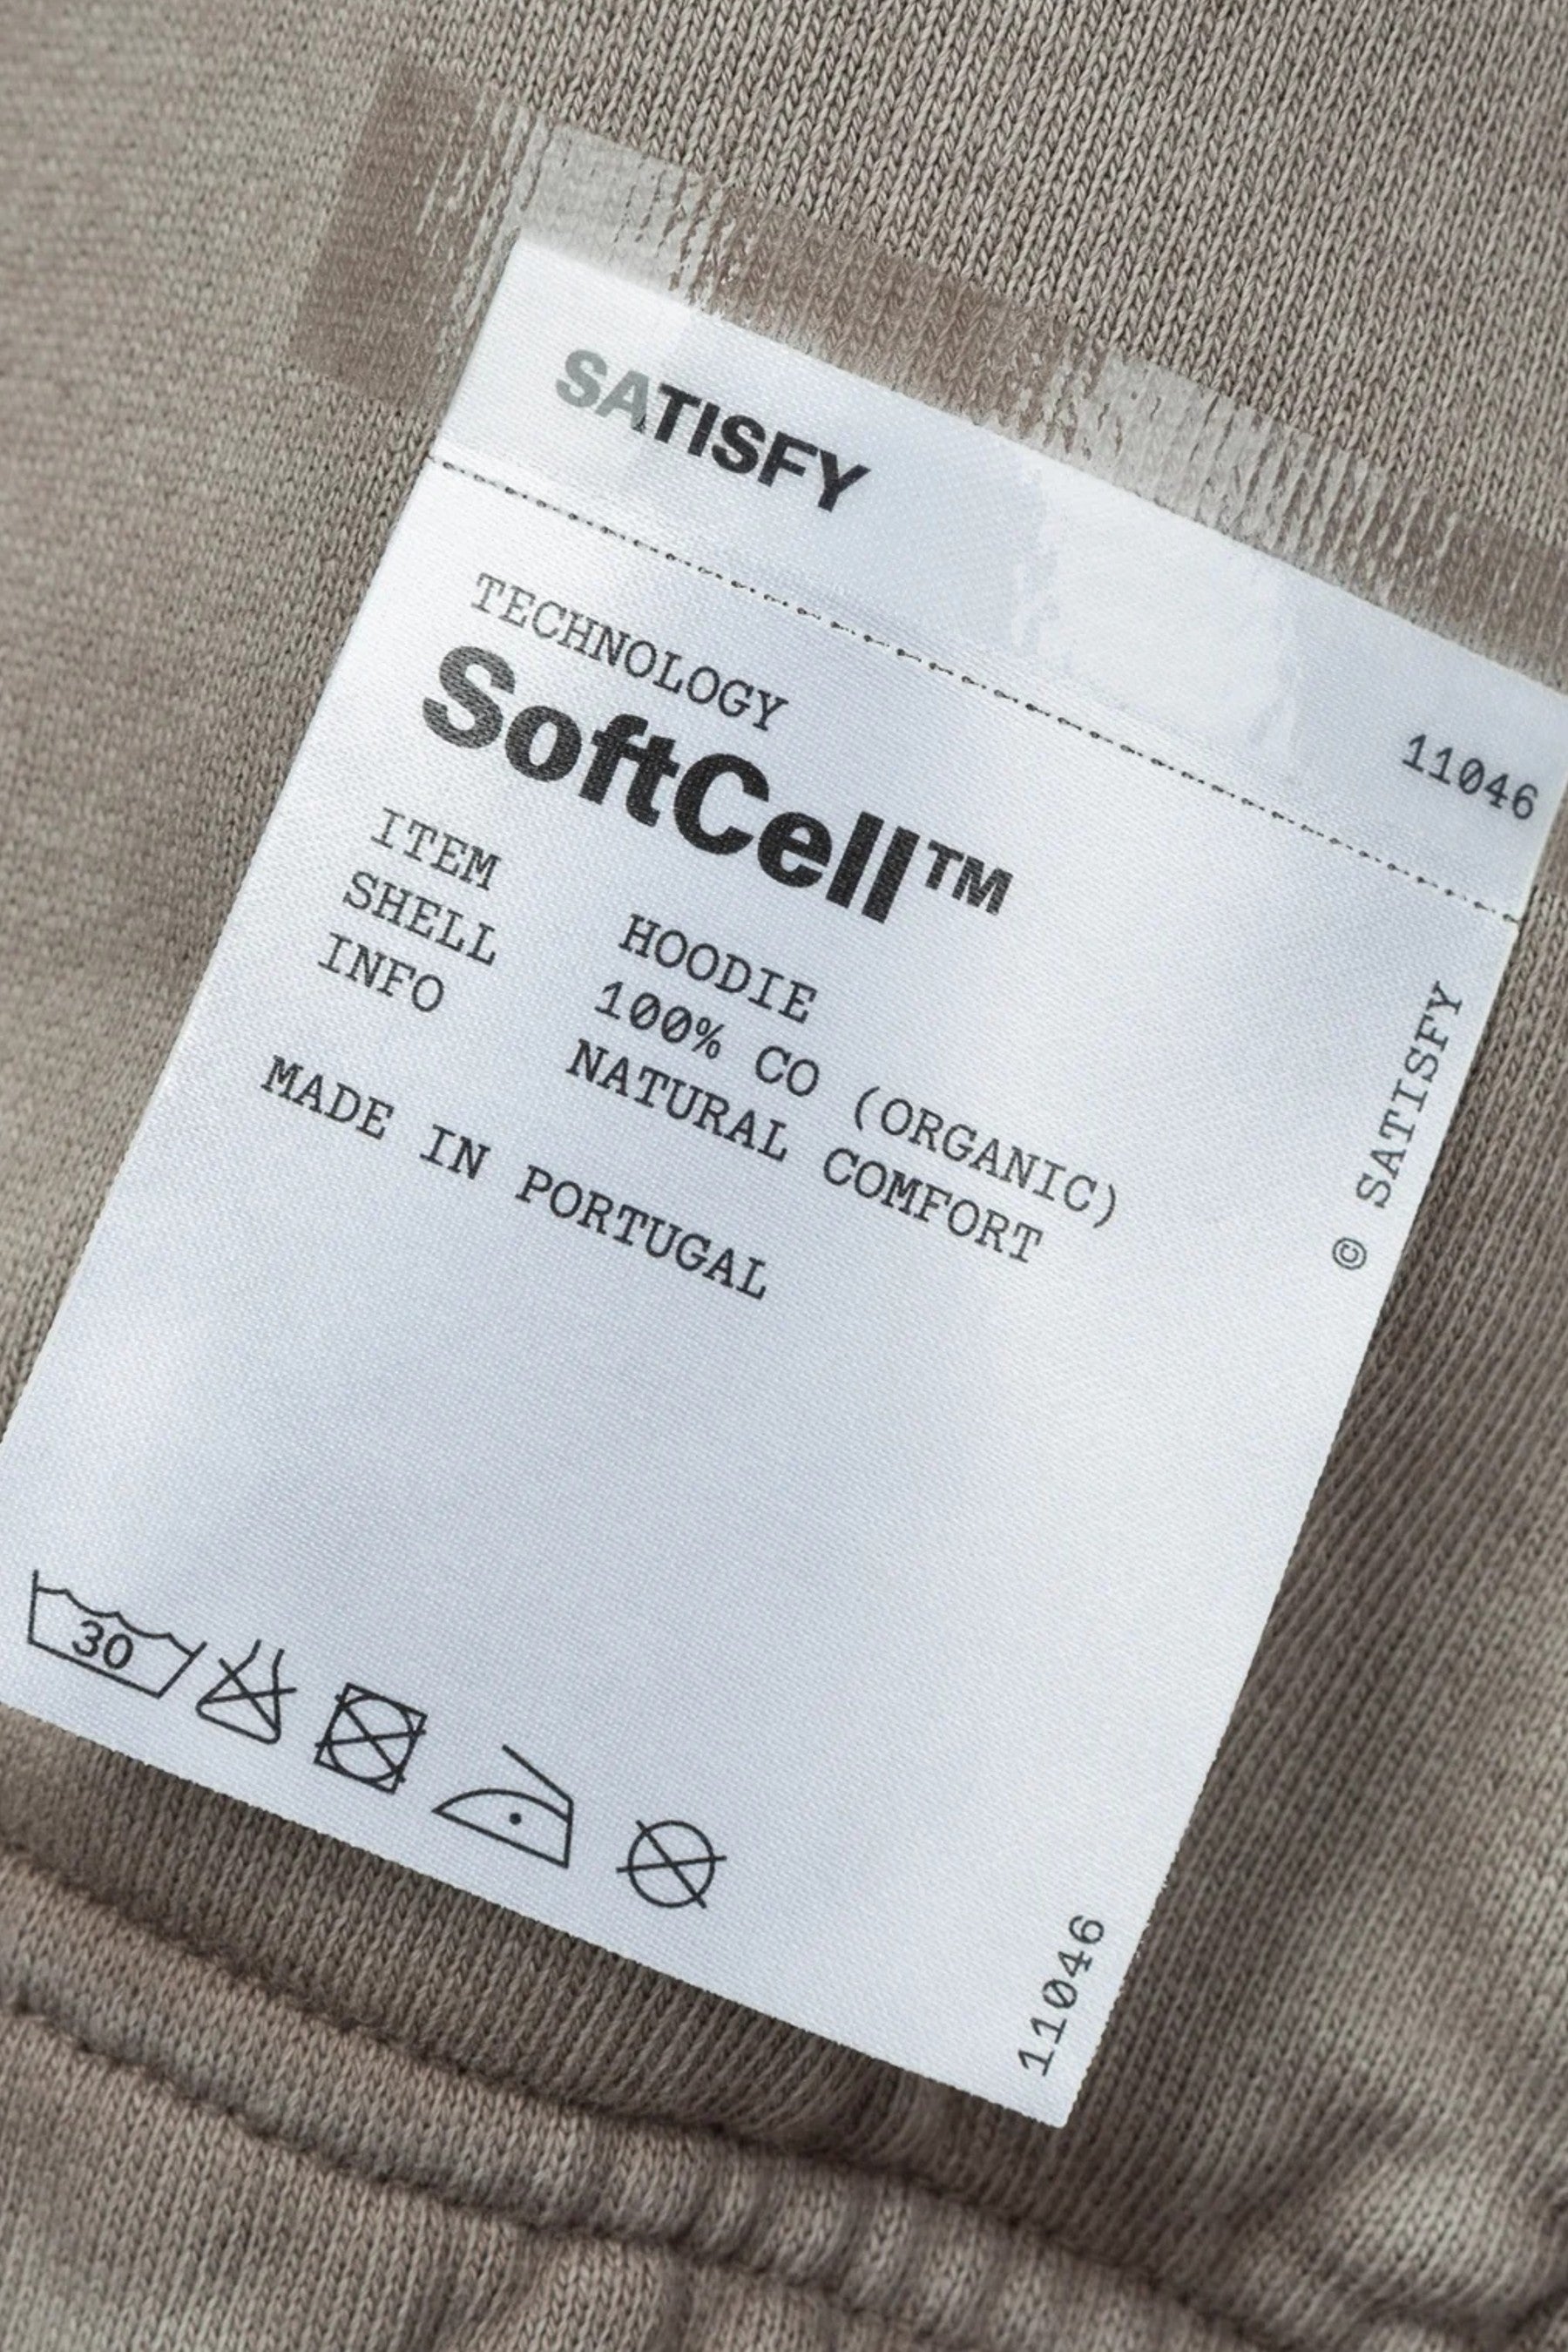 SATISFY
11046
TECHNOLOGY
SoftCell™
ITEM HOODIE
SHELL 100% CO (ORGANIC)
INFO NATURAL COMFORT
MADE IN PORTUGAL
© SATISFY
30
11046